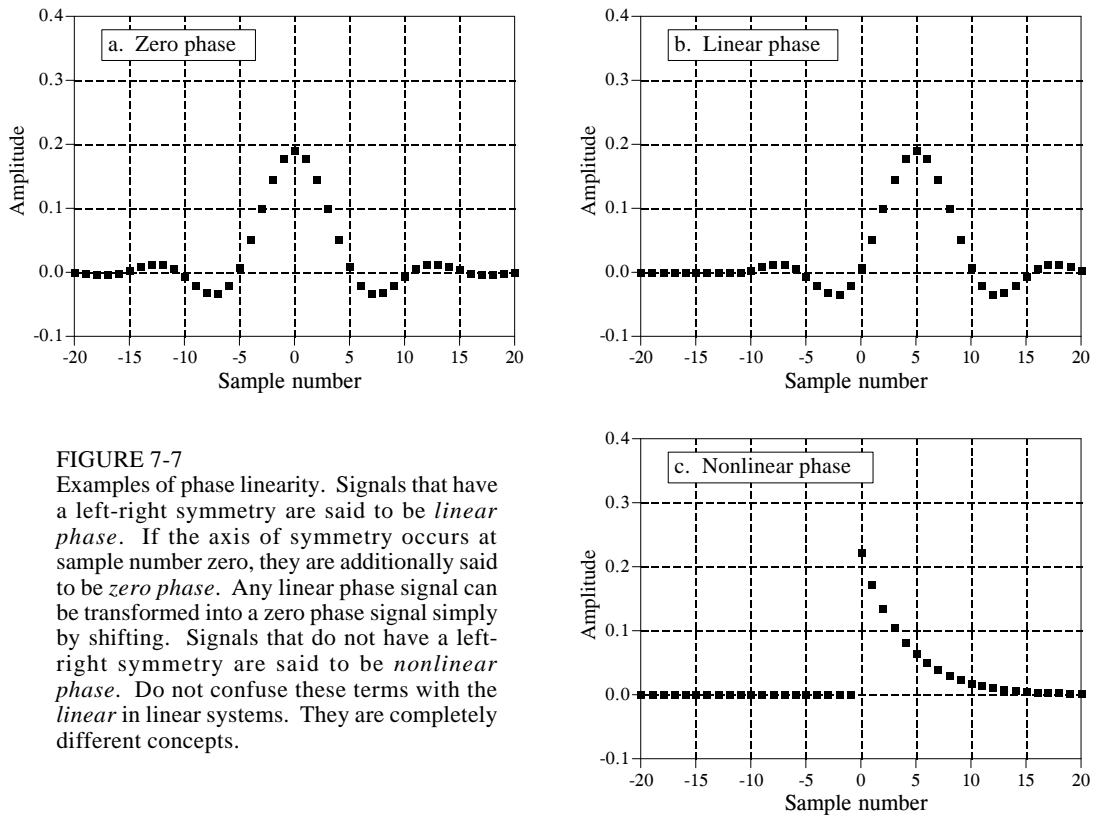 a. Zero phase
0.4
0.3
0.2
0.1
0.0
-0.1
Amplitude
-20 -15 -10 -5 0 5 10 15 20
Sample number
b. Linear phase
0.4
0.3
0.2
0.1
0.0
-0.1
Amplitude
-20 -15 -10 -5 0 5 10 15 20
Sample number
FIGURE 7-7
Examples of phase linearity. Signals that have
a left-right symmetry are said to be linear
phase. If the axis of symmetry occurs at
sample number zero, they are additionally said
to be zero phase. Any linear phase signal can
be transformed into a zero phase signal simply
by shifting. Signals that do not have a left-
right symmetry are said to be nonlinear
phase. Do not confuse these terms with the
linear in linear systems. They are completely
different concepts.
c. Nonlinear phase
0.4
0.3
0.2
0.1
0.0
-0.1
Amplitude
-20 -15 -10 -5 0 5 10 15 20
Sample number